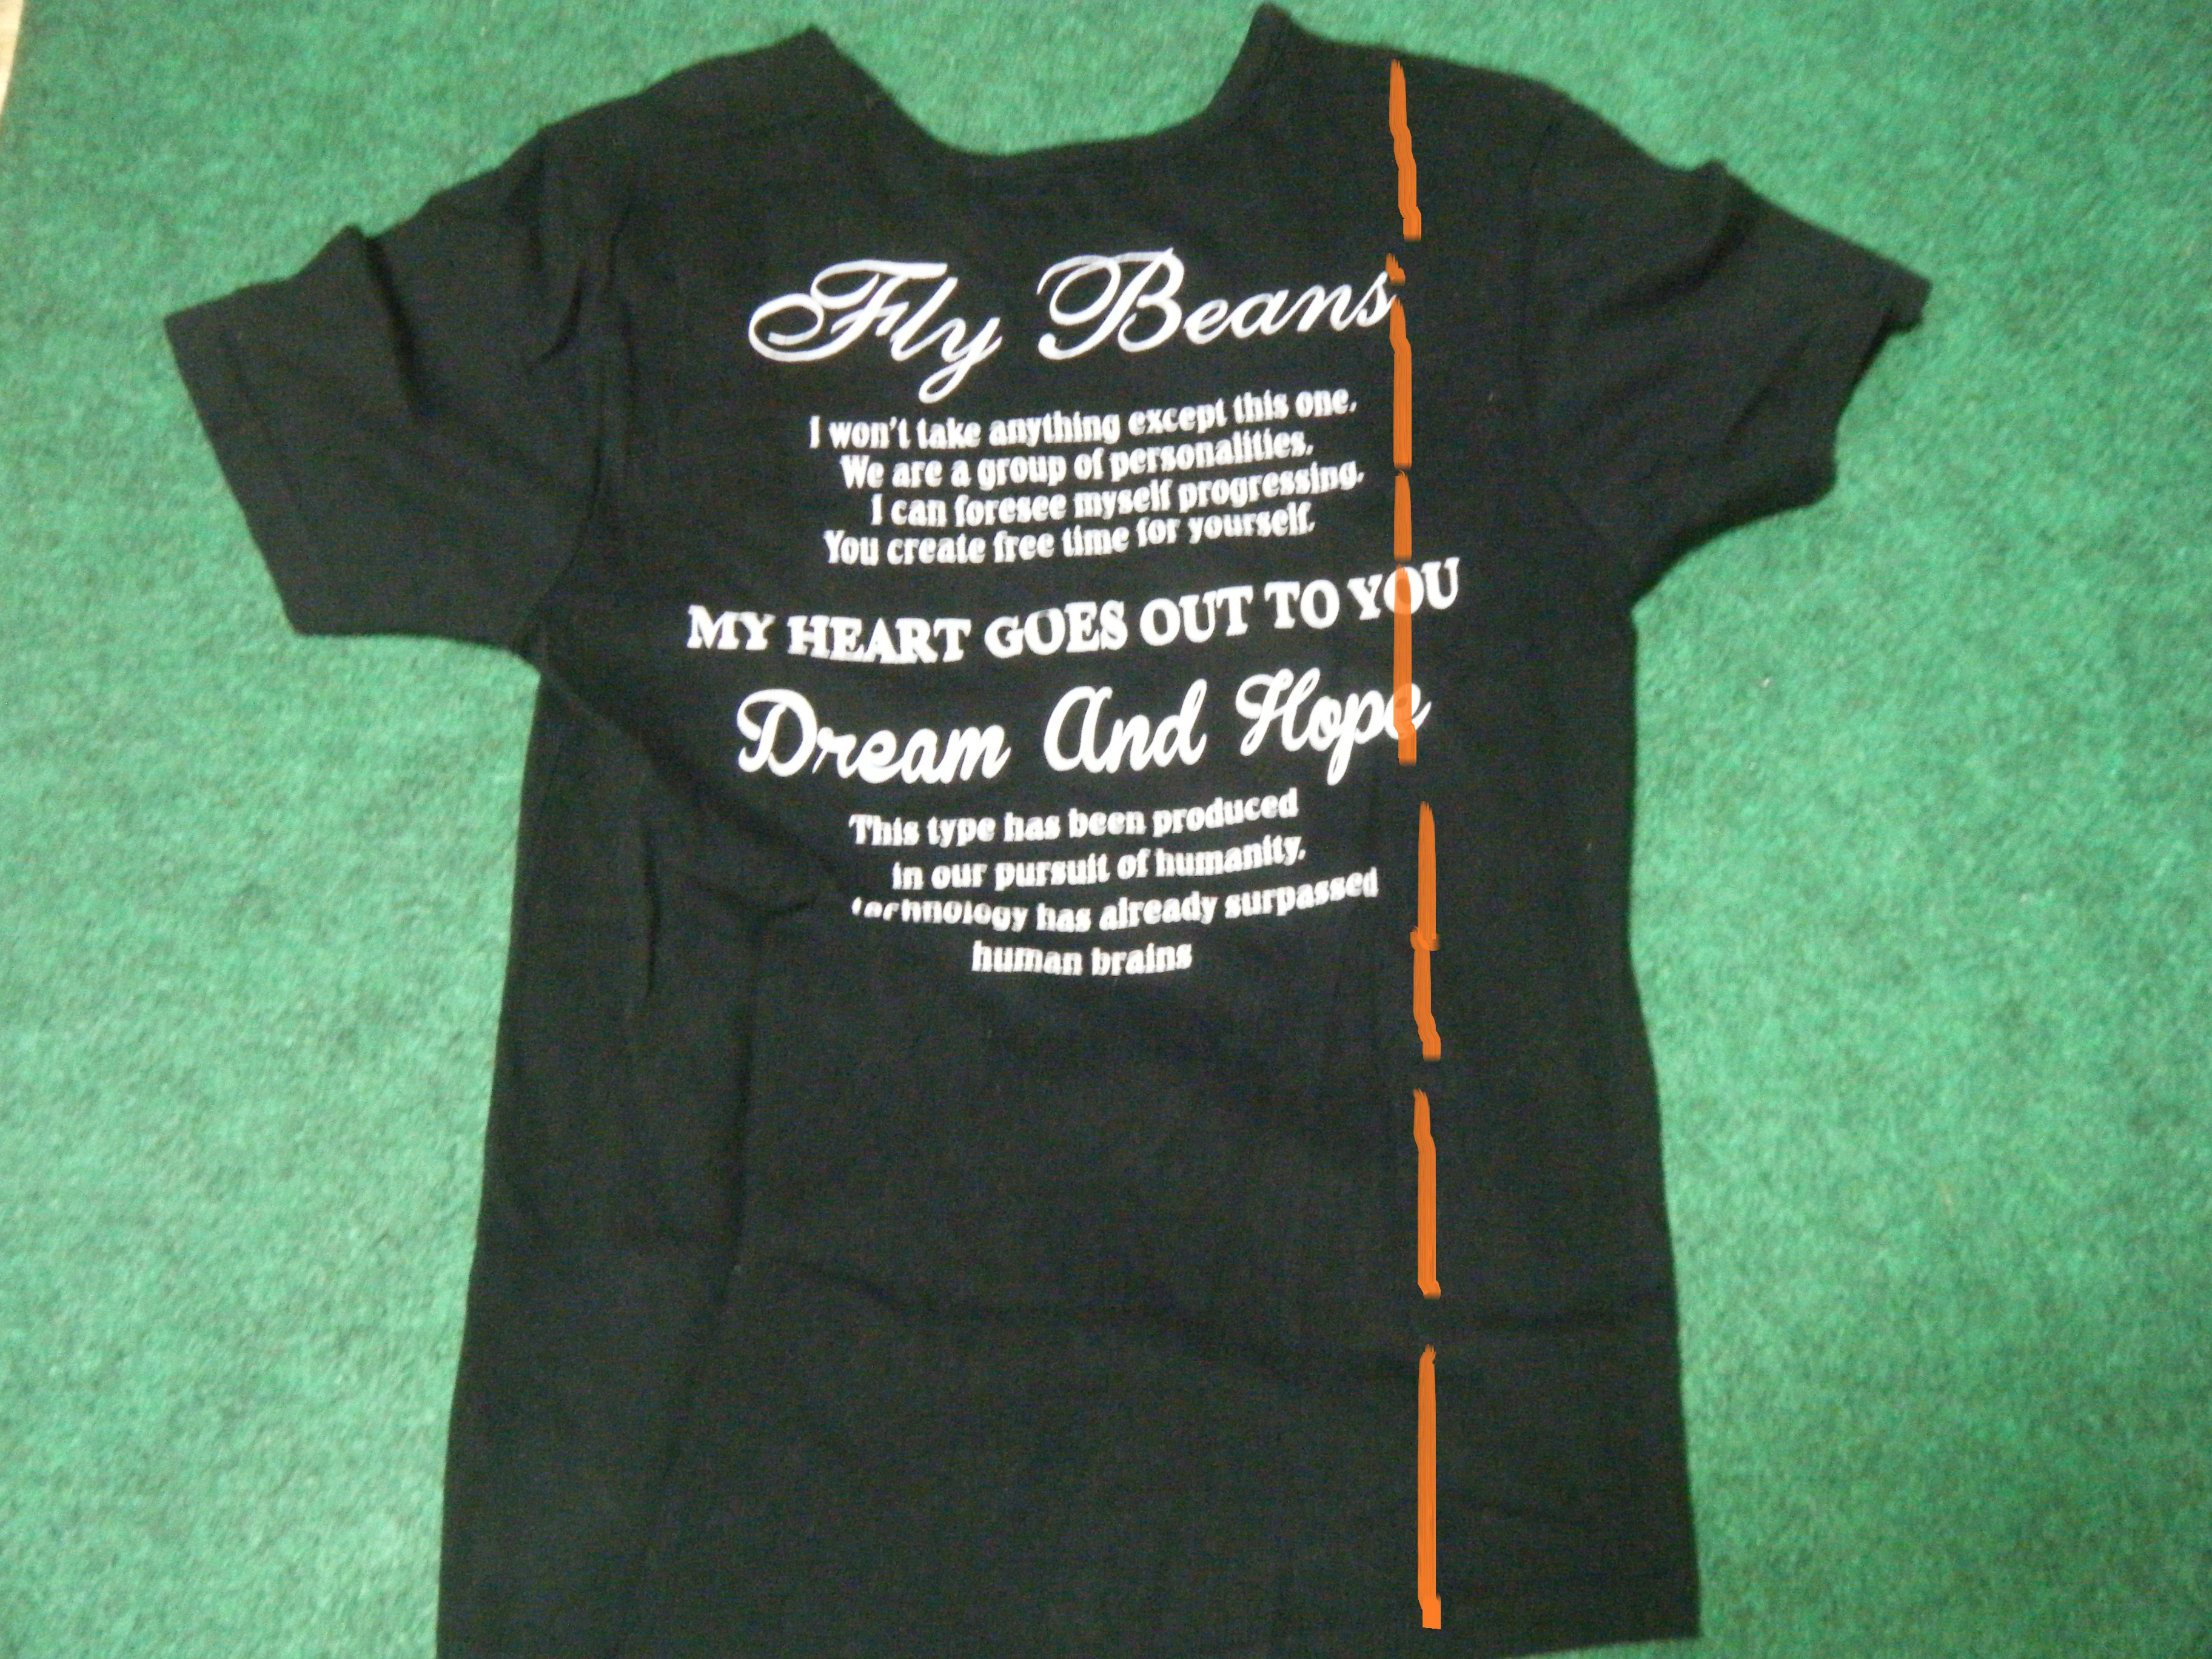 Fly Beans
I won't take anything except this one.
We are a group of personalities.
I can foresee myself progressing.
You create free time for yourself.
MY HEART GOES OUT TO YOU
Dream And Hope
This type has been produced
in our pursuit of humanity.
technology has already surpassed
human brains